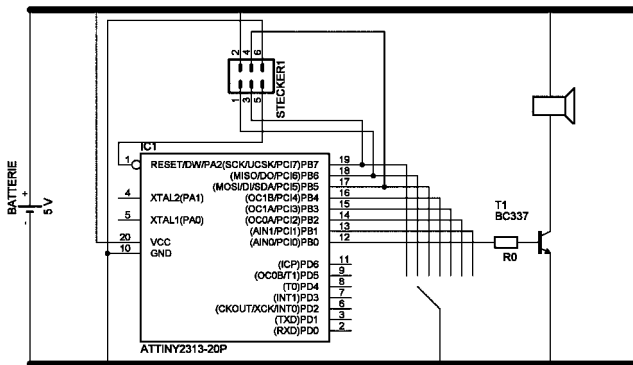 2 4 6
1 3 5
STECKER1
IC1
1 RESET/DW/PA2 (SCK/UCSK/PCI7)PB7 19
(MISO/DO/PCI6)PB6 18
(MOSI/DI/SDA/PCI5)PB5 17
4 XTAL2(PA1) (OC1B/PCI4)PB4 16
(OC1A/PCI3)PB3 15
5 XTAL1(PA0) (OC0A/PCI2)PB2 14
(AIN1/PCI1)PB1 13
20 VCC (AIN0/PCI0)PB0 12
10 GND
(ICP)PD6 11
(OC0B/T1)PD5 9
(T0)PD4 8
(INT1)PD3 7
(CKOUT/XCK/INT0)PD2 6
(TXD)PD1 3
(RXD)PD0 2
ATTINY2313-20P
BATTERIE
+
-
5 V
T1
BC337
R0